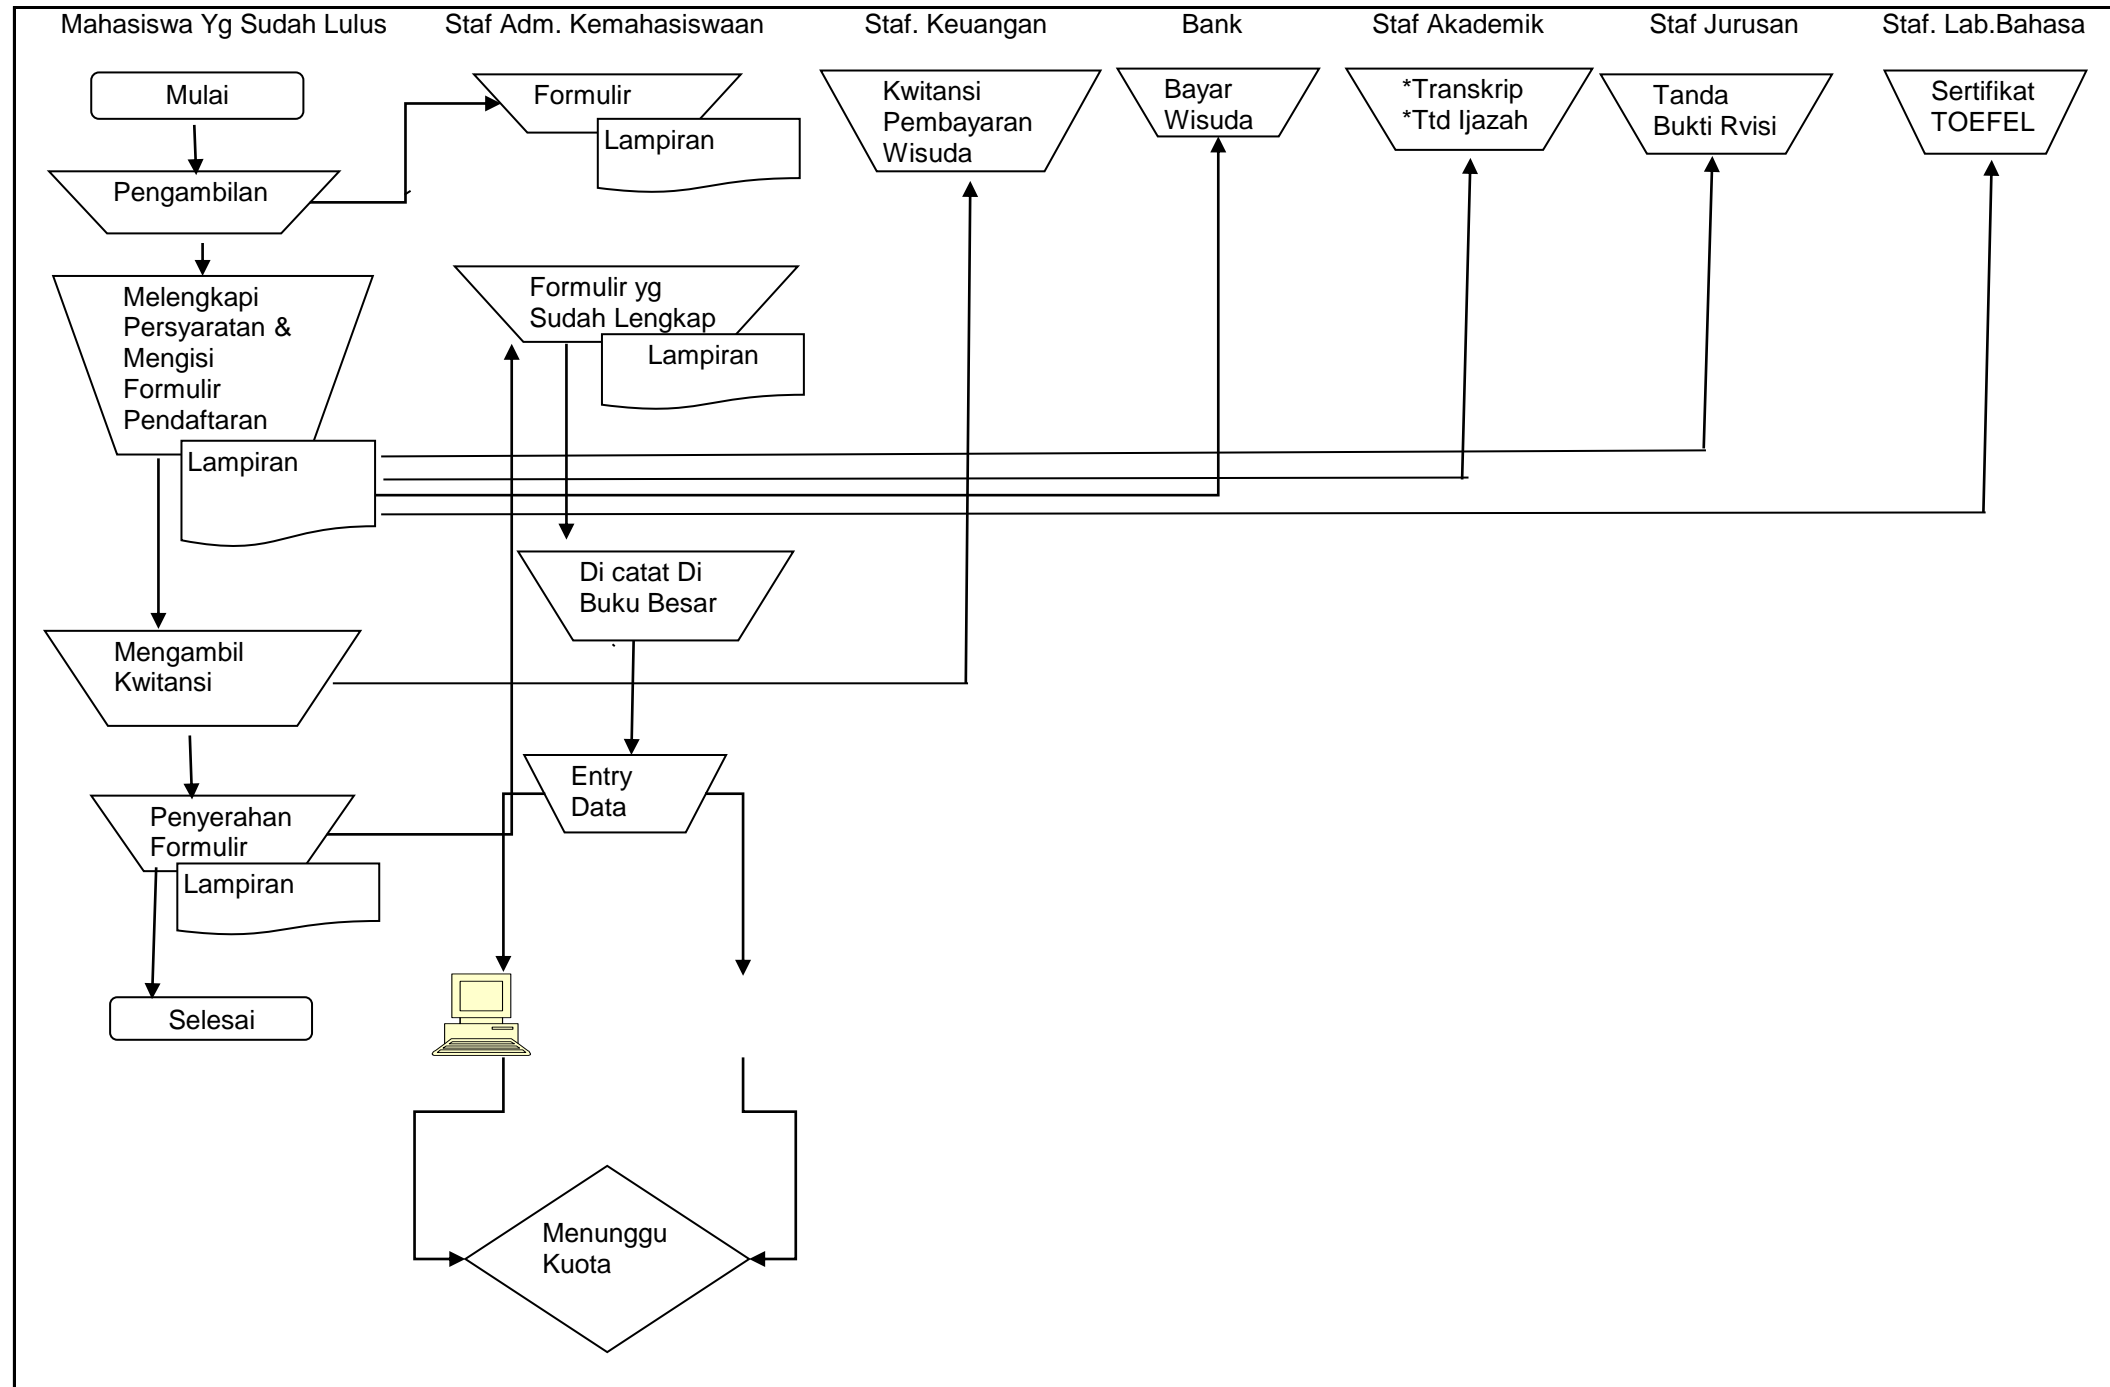 Mahasiswa Yg Sudah Lulus
Staf Adm. Kemahasiswaan
Staf. Keuangan
Bank
Staf Akademik
Staf Jurusan
Staf. Lab.Bahasa
Mulai
Formulir
Lampiran
Kwitansi
Pembayaran
Wisuda
Bayar
Wisuda
*Transkrip
*Ttd Ijazah
Tanda
Bukti Rvisi
Sertifikat
TOEFEL
Pengambilan
Melengkapi
Persyaratan &
Mengisi
Formulir
Pendaftaran
Lampiran
Formulir yg
Sudah Lengkap
Lampiran
Di catat Di
Buku Besar
Mengambil
Kwitansi
Entry
Data
Penyerahan
Formulir
Lampiran
Selesai
Menunggu
Kuota